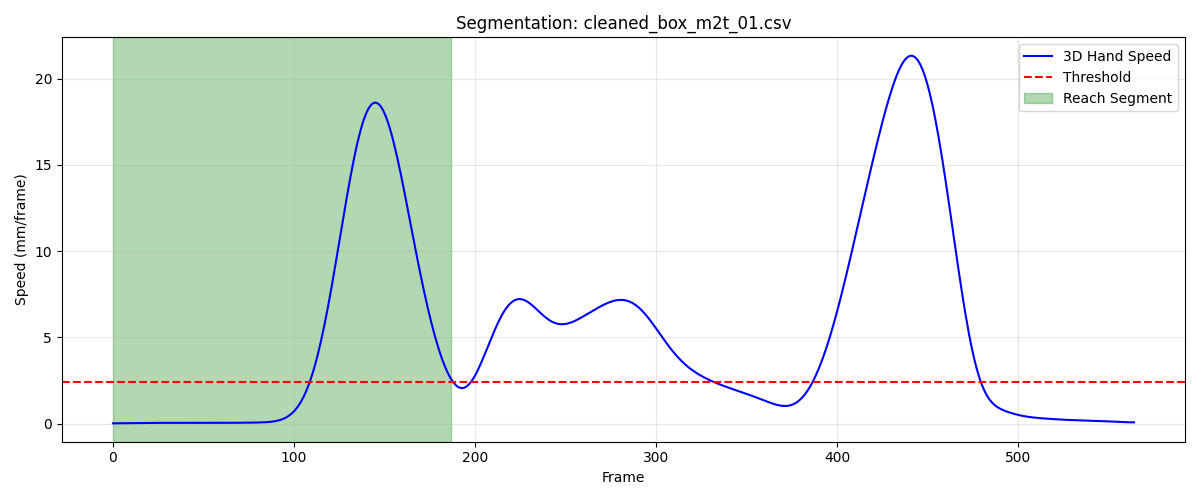 Segmentation: cleaned_box_m2t_01.csv
3D Hand Speed
Threshold
Reach Segment
Speed (mm/frame)
20
15
10
5
0
0 100 200 300 400 500
Frame